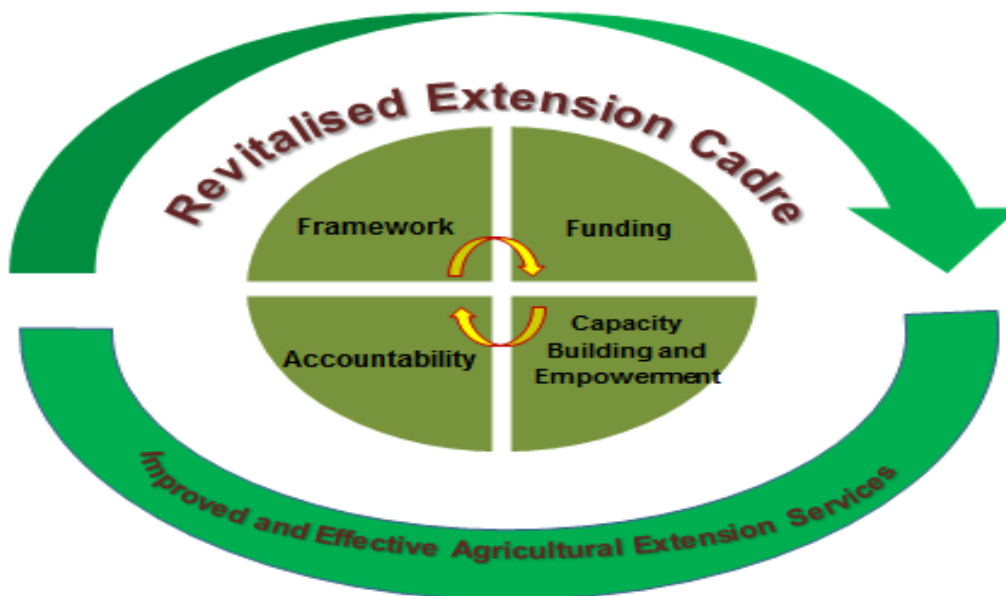 Revitalised Extension Cadre
Framework
Funding
Accountability
Capacity
Building and
Empowerment
Improved and Effective Agricultural Extension Services